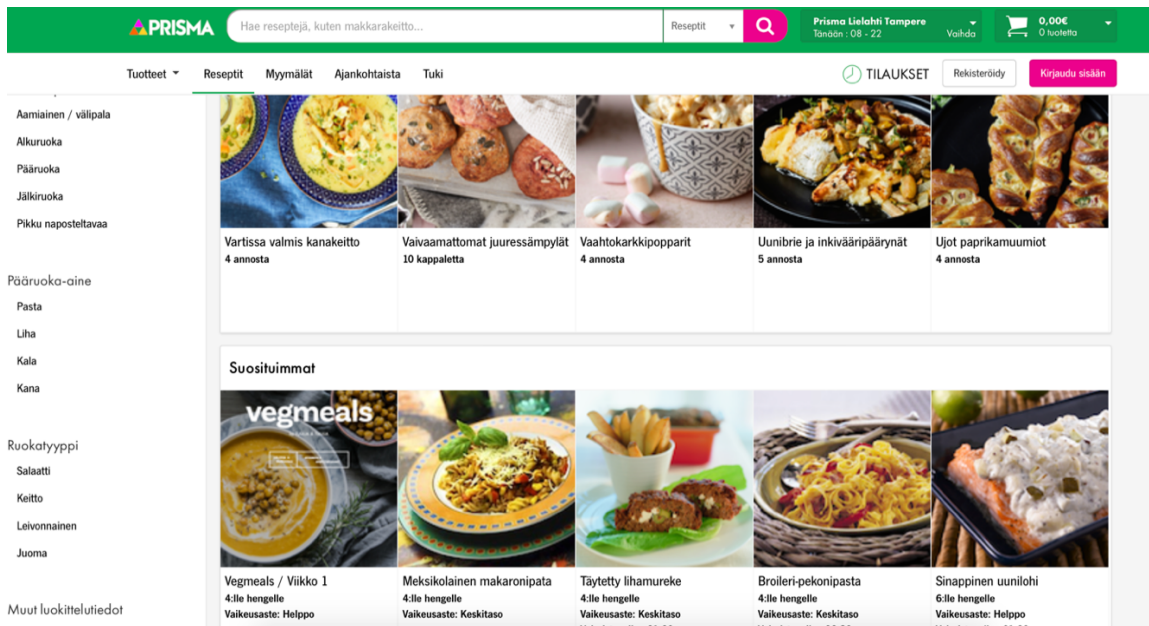 PRISMA
Hae reseptejä, kuten makkarakeitto...
Reseptit
Prisma Lielahti Tampere
Tänään : 08 - 22
Vaihda
0,00€
0 tuotetta
Tuotteet
Reseptit
Myymälät
Ajankohtaista
Tuki
TILAUKSET
Rekisteröidy
Kirjaudu sisään
Aamiainen / välipala
Alkuruoka
Pääruoka
Jälkiruoka
Pikku naposteltavaa
Pääruoka-aine
Pasta
Liha
Kala
Kana
Ruokatyyppi
Salaatti
Keitto
Leivonnainen
Juoma
Muut luokittelutiedot
Vartissa valmis kanakeitto
4 annosta
Vaivaamattomat juuressämpylät
10 kappaletta
Vaahtokarkkipopparit
4 annosta
Uunibrie ja inkivääripäärynät
5 annosta
Ujot paprikamuumiot
4 annosta
Suosituimmat
vegmeals
Vegmeals / Viikko 1
4:lle hengelle
Vaikeusaste: Helppo
Meksikolainen makaronipata
4:lle hengelle
Vaikeusaste: Keskitaso
Täytetty lihamureke
4:lle hengelle
Vaikeusaste: Keskitaso
Broileri-pekonipasta
4:lle hengelle
Vaikeusaste: Keskitaso
Sinappinen uunilohi
6:lle hengelle
Vaikeusaste: Helppo